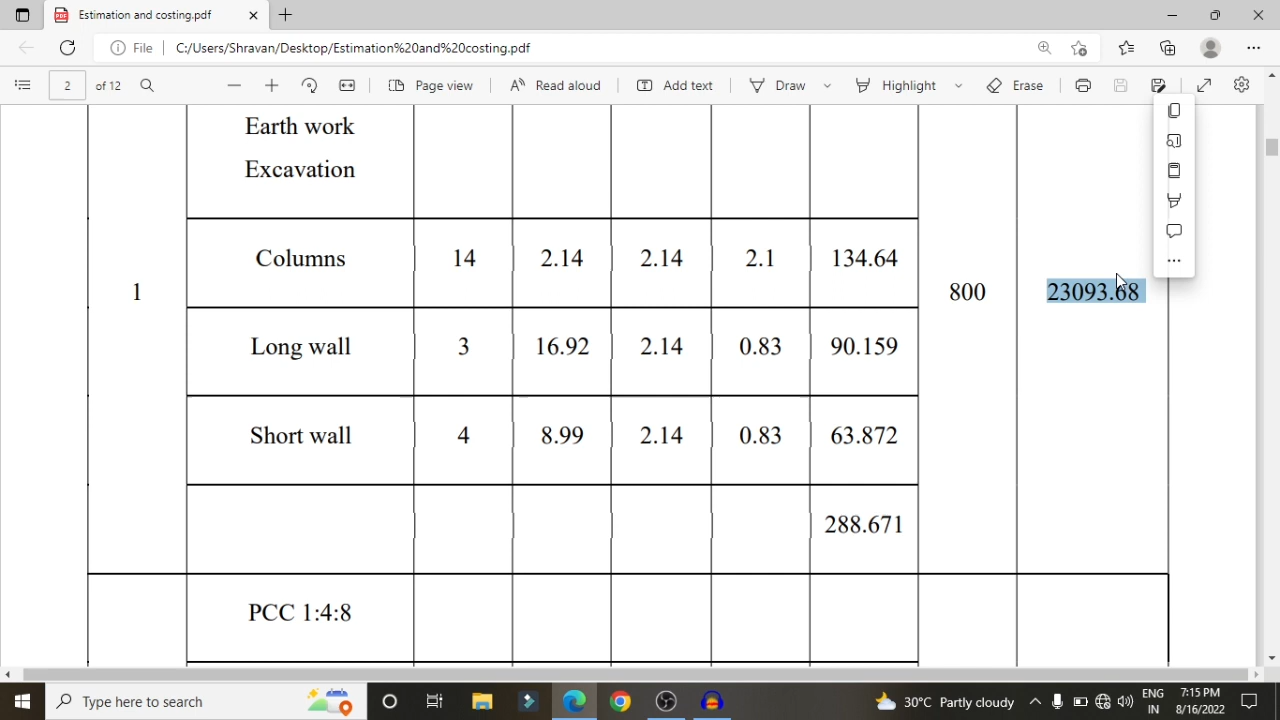 Estimation and costing.pdf
File C:/Users/Shravan/Desktop/Estimation%20and%20costing.pdf
2 of 12 Page view Read aloud Add text Draw Highlight Erase
Earth work
Excavation
Columns 14 2.14 2.14 2.1 134.64
1 800 23093.68
Long wall 3 16.92 2.14 0.83 90.159
Short wall 4 8.99 2.14 0.83 63.872
288.671
PCC 1:4:8
Type here to search 30°C Partly cloudy ENG 7:15 PM
IN 8/16/2022